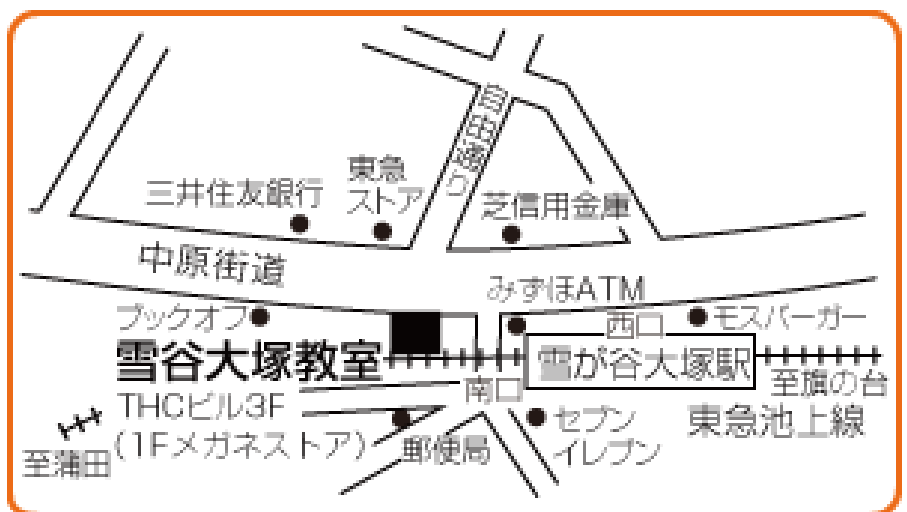 自由通り
三井住友銀行
東急
ストア
芝信用金庫
中原街道
みずほATM
ブックオフ
西口
モスバーガー
雪谷大塚教室
雪が谷大塚駅
THCビル3F
(1Fメガネストア)
南口
至旗の台
東急池上線
至蒲田
郵便局
セブン
イレブン